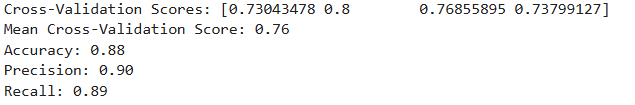 Cross-Validation Scores: [0.73043478 0.8        0.76855895 0.73799127]
Mean Cross-Validation Score: 0.76
Accuracy: 0.88
Precision: 0.90
Recall: 0.89